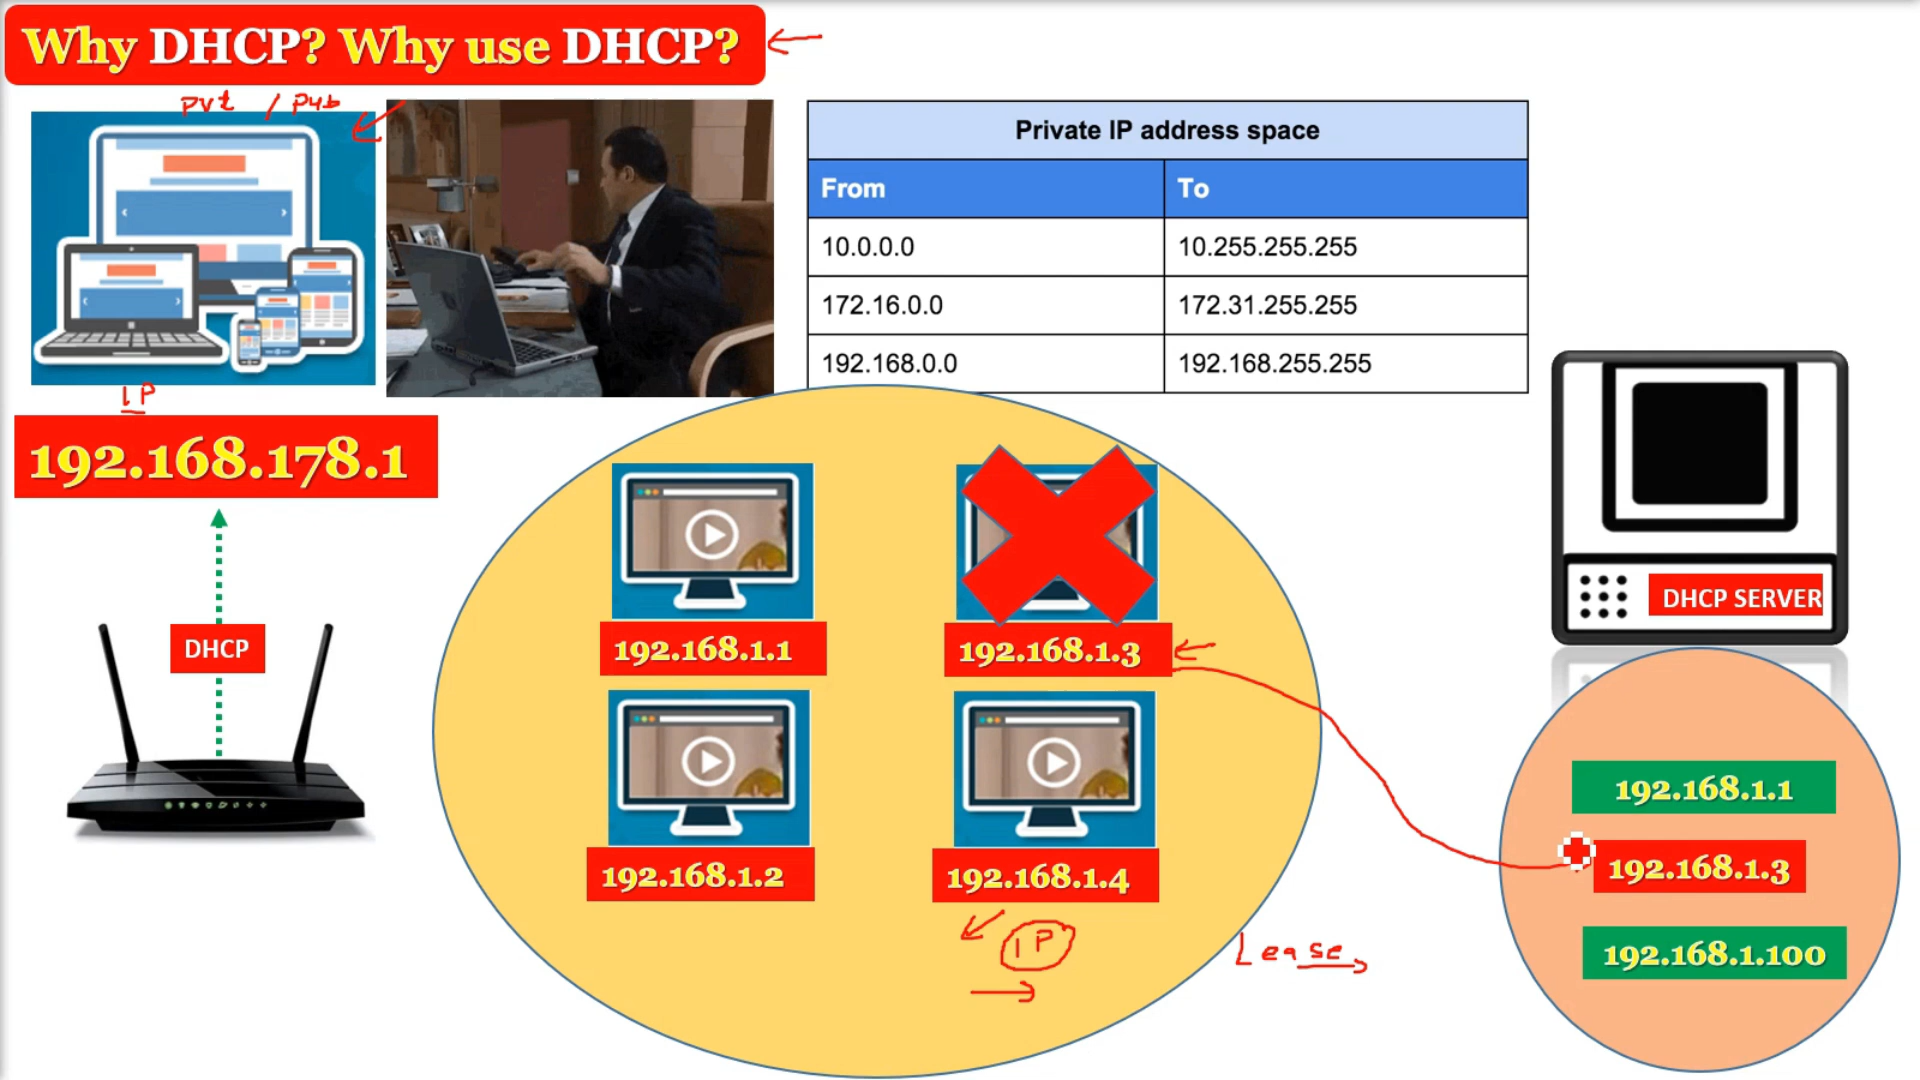 Why DHCP? Why use DHCP?
pvt / pub
Private IP address space
From To
10.0.0.0 10.255.255.255
172.16.0.0 172.31.255.255
192.168.0.0 192.168.255.255
IP
192.168.178.1
DHCP
192.168.1.1
192.168.1.3
192.168.1.2
192.168.1.4
IP
Lease
DHCP SERVER
192.168.1.1
192.168.1.3
192.168.1.100